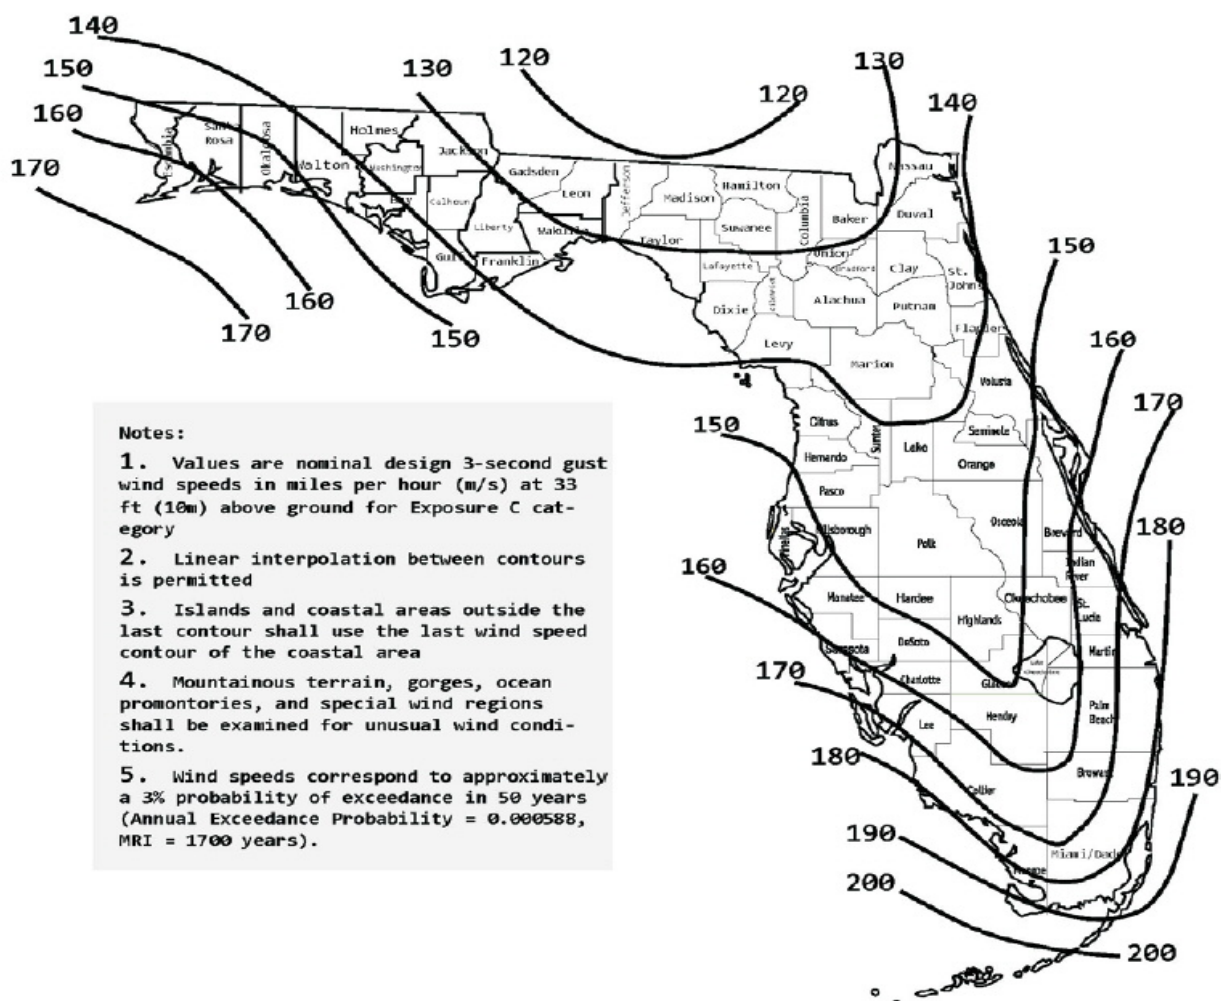 140
150
160
170
130
120
120
130
140
Escambia
Santa
Rosa
Okaloosa
Walton
Holmes
Washington
Jackson
Bay
Calhoun
Gulf
Liberty
Franklin
Gadsden
Leon
Wakulla
Jefferson
Madison
Taylor
Hamilton
Suwanee
Lafayette
Dixie
Columbia
Baker
Union
Bradford
Nassau
Duval
Clay
St.
Johns
Alachua
Putnam
Flagler
Levy
Marion
Volusia
170
160
150
150
160
170
180
Citrus
Sumter
Lake
Seminole
Hernando
Orange
Pasco
Pinellas
Hillsborough
Polk
Osceola
Brevard
Indian
River
Manatee
Hardee
Highlands
Okeechobee
St.
Lucie
Sarasota
DeSoto
Martin
Charlotte
Glades
Lee
Hendry
Palm
Beach
Collier
Broward
Monroe
Miami/Dade
150
160
170
180
190
200
190
200
Notes:
1. Values are nominal design 3-second gust
wind speeds in miles per hour (m/s) at 33
ft (10m) above ground for Exposure C cat-
egory
2. Linear interpolation between contours
is permitted
3. Islands and coastal areas outside the
last contour shall use the last wind speed
contour of the coastal area
4. Mountainous terrain, gorges, ocean
promontories, and special wind regions
shall be examined for unusual wind condi-
tions.
5. Wind speeds correspond to approximately
a 3% probability of exceedance in 50 years
(Annual Exceedance Probability = 0.000588,
MRI = 1700 years).